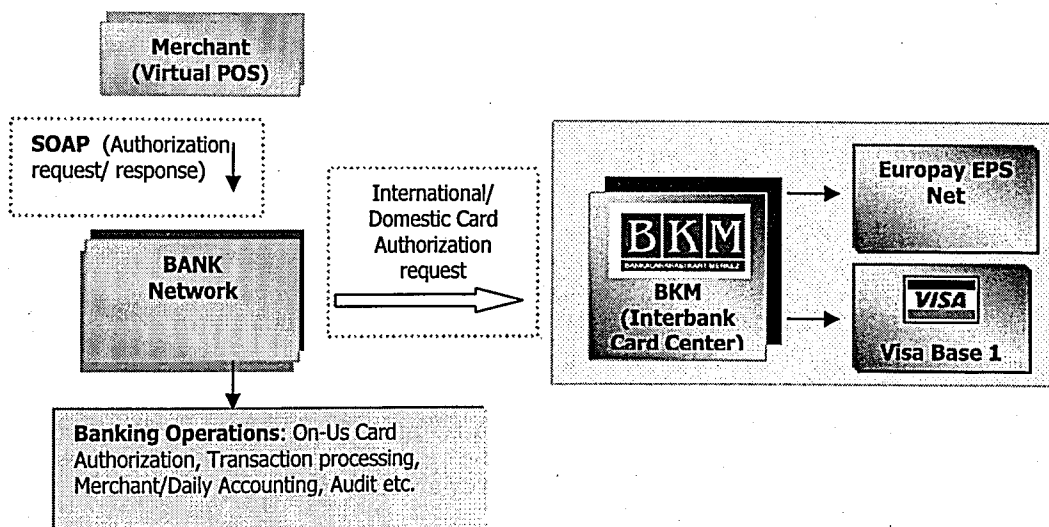 Merchant
(Virtual POS)
SOAP (Authorization
request/ response)
International/
Domestic Card
Authorization
request
BANK
Network
BKM
BKM
(Interbank
Card Center)
Europay EPS
Net
VISA
Visa Base 1
Banking Operations: On-Us Card
Authorization, Transaction processing,
Merchant/Daily Accounting, Audit etc.